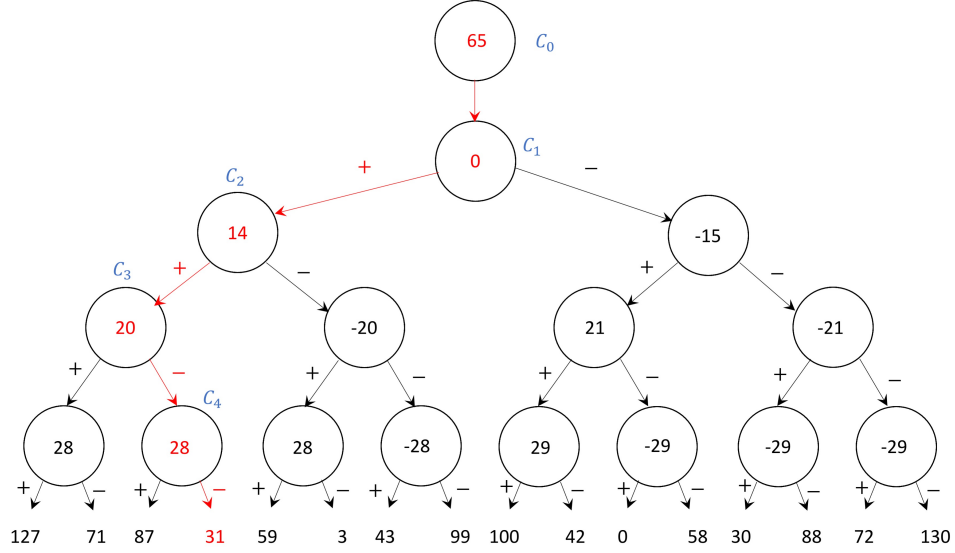 65 C₀
0 C₁
+ −
C₂
14 -15
+ − + −
C₃
20 -20 21 -21
+ − + − + − + −
C₄
28 28 28 -28 29 -29 -29 -29
+ − + − + − + − + − + − + − + −
127 71 87 31 59 3 43 99 100 42 0 58 30 88 72 130